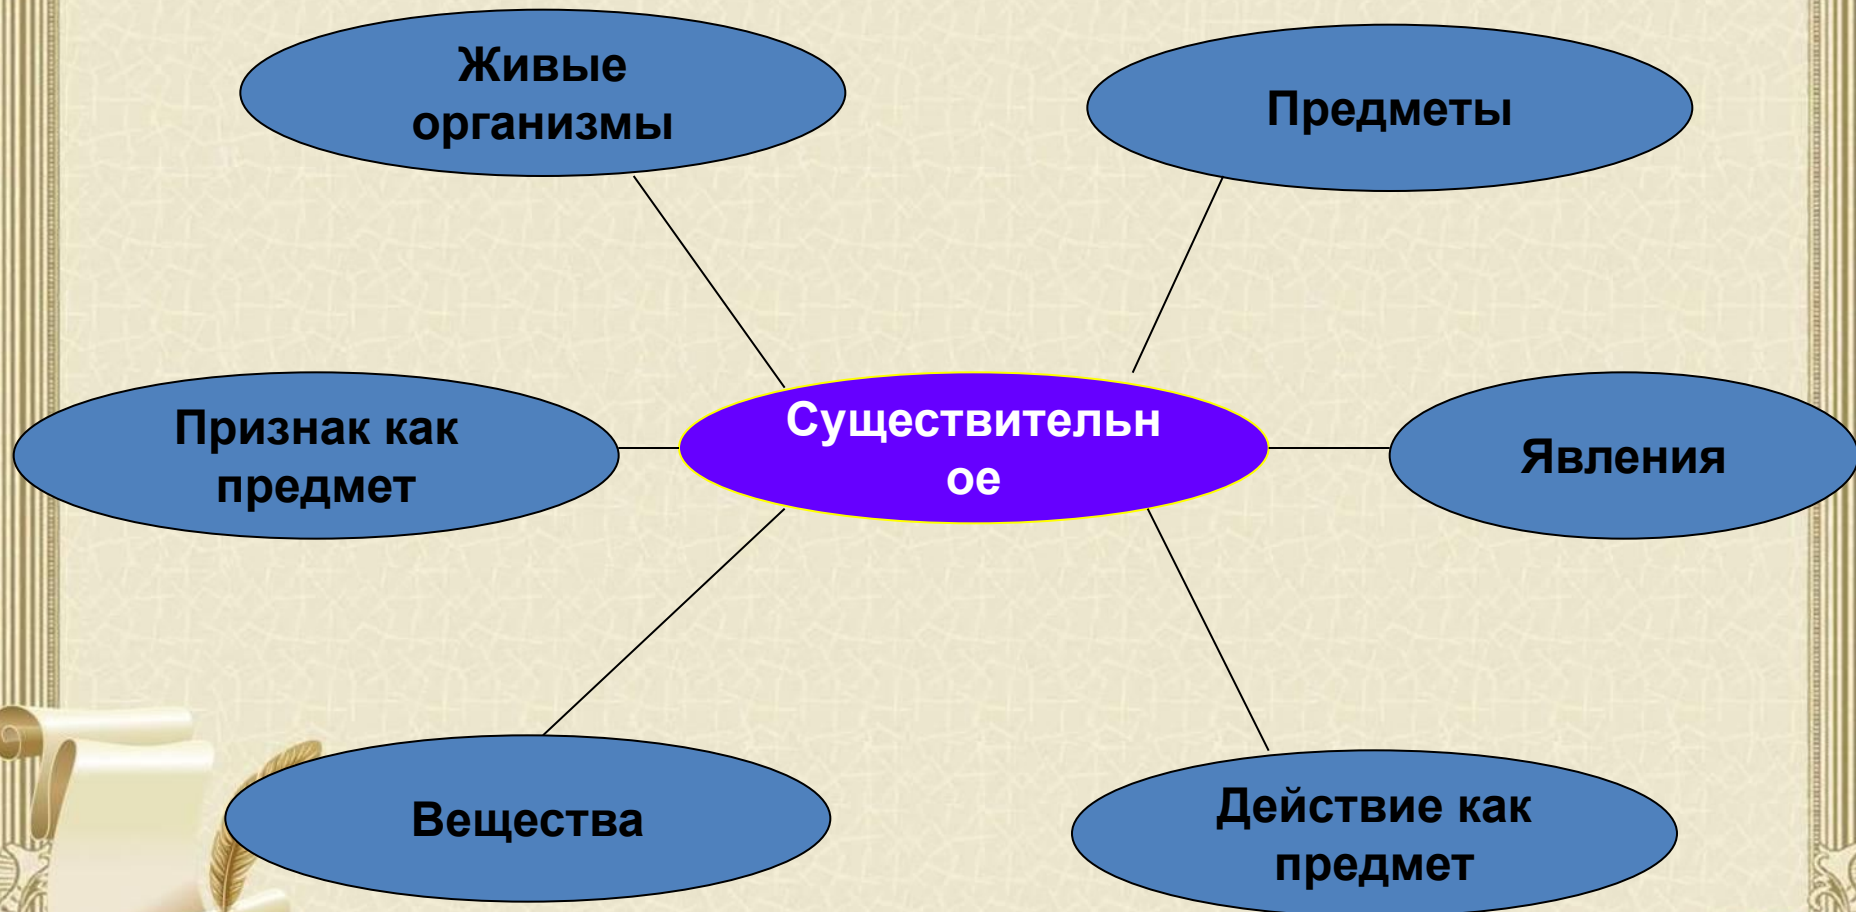 Живые
организмы
Предметы
Признак как
предмет
Существительн
ое
Явления
Вещества
Действие как
предмет